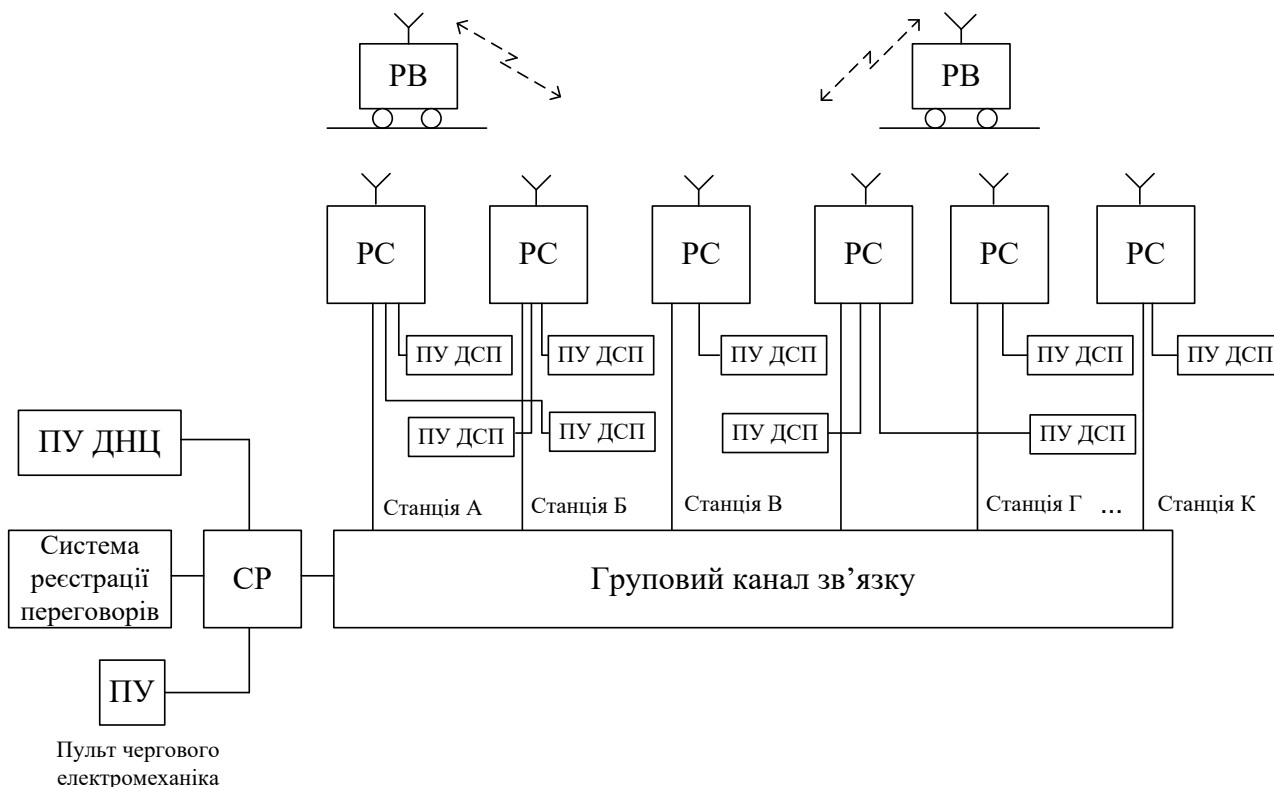 РВ
РВ
РС
РС
РС
РС
РС
РС
ПУ ДСП
ПУ ДСП
ПУ ДСП
ПУ ДСП
ПУ ДСП
ПУ ДСП
ПУ ДСП
ПУ ДСП
ПУ ДСП
ПУ ДНЦ
Станція А
Станція Б
Станція В
Станція Г
...
Станція К
Система
реєстрації
переговорів
СР
Груповий канал зв’язку
ПУ
Пульт чергового
електромеханіка